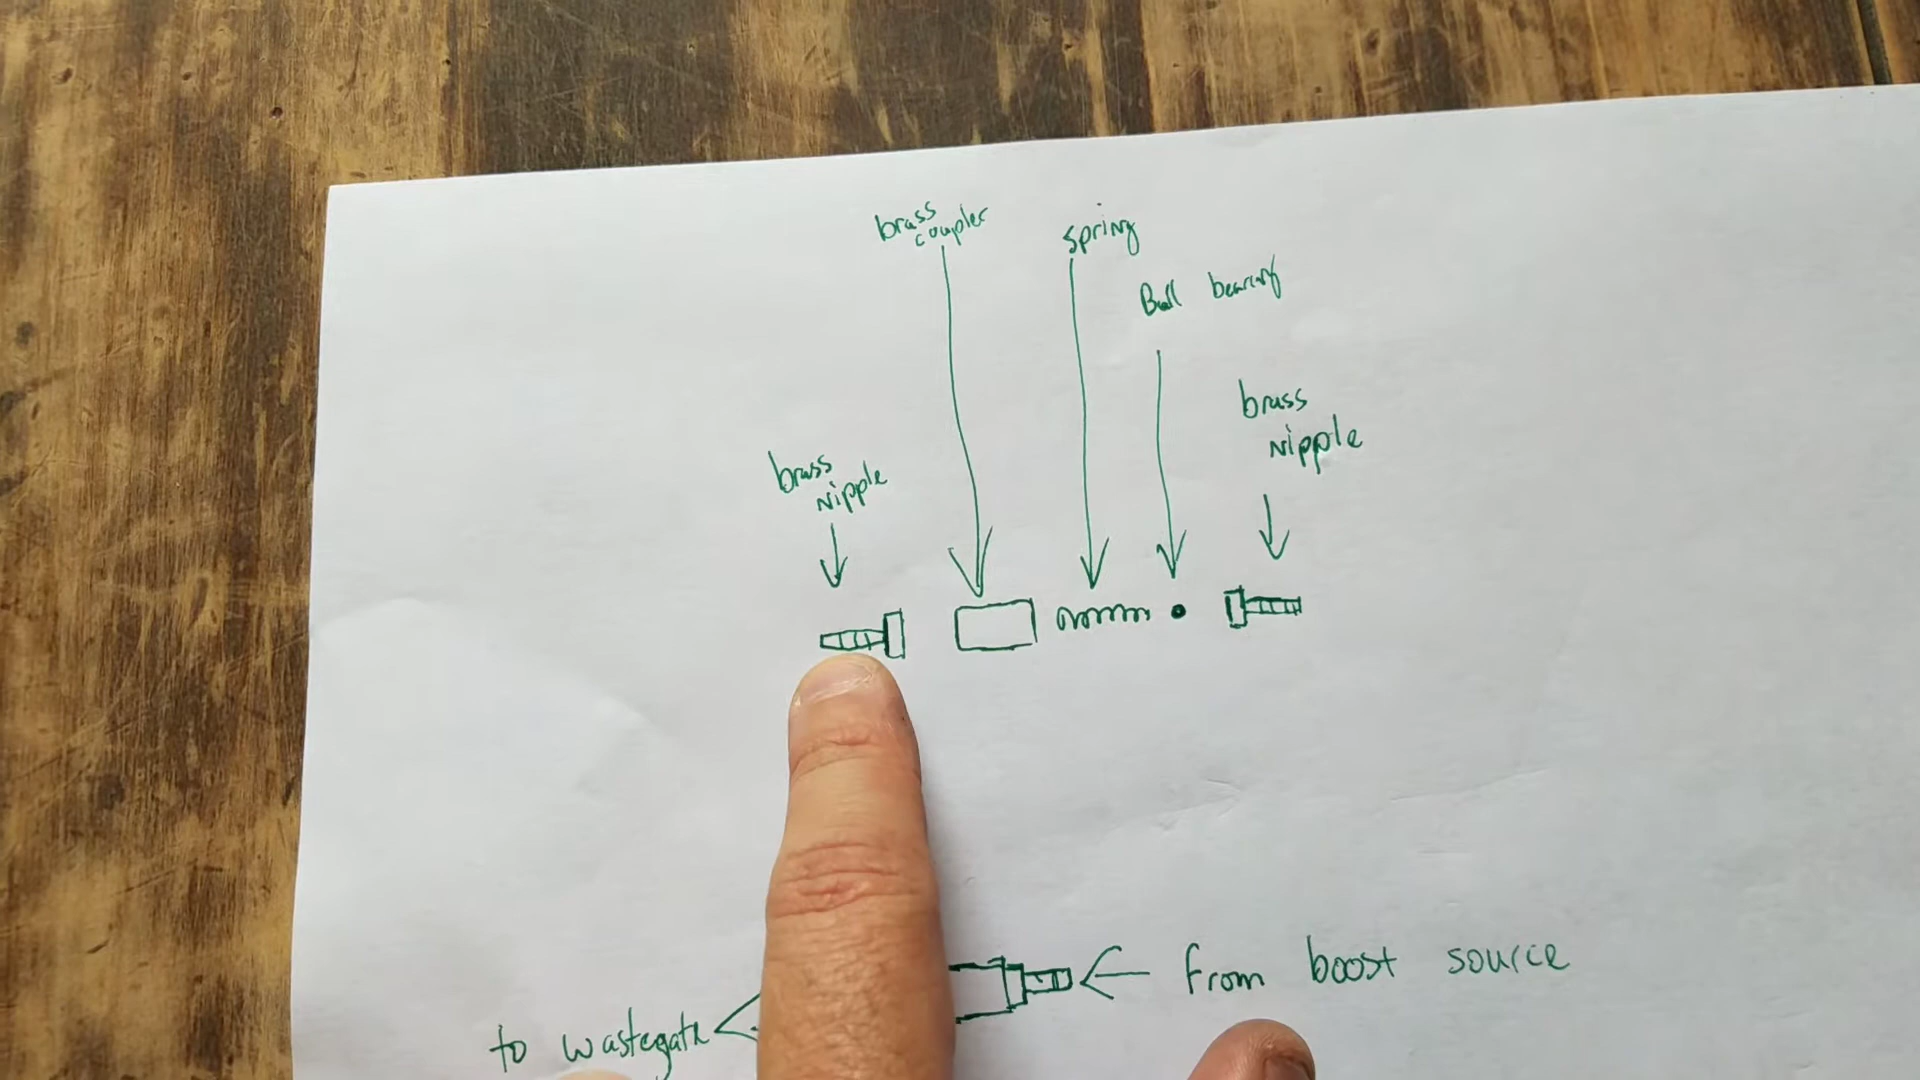 brass
coupler
spring
Ball bearing
brass
nipple
brass
nipple
from boost source
to wastegate